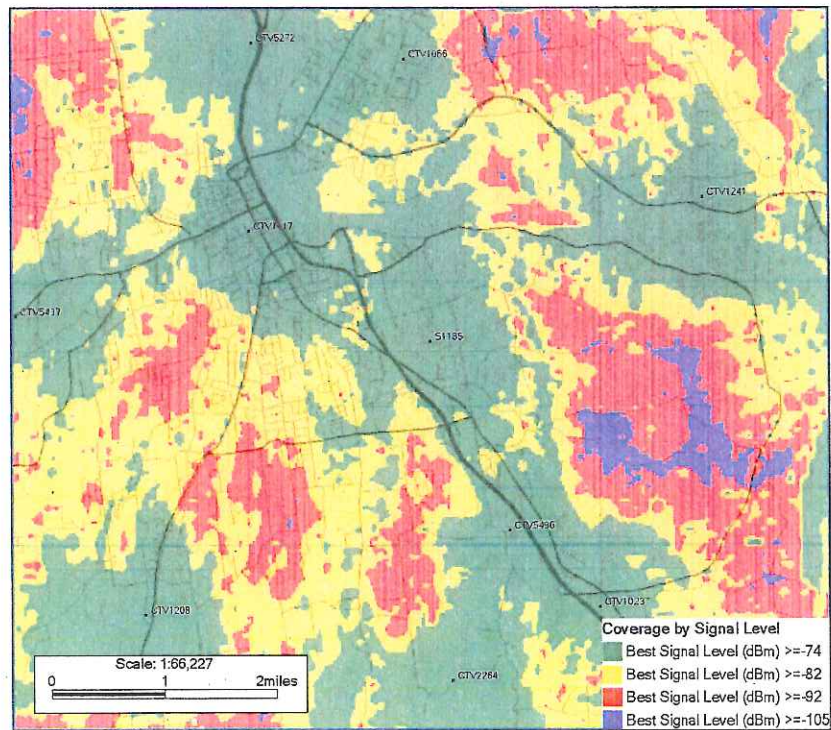 CTV5272
CTV1066
CTV1241
CTV1417
CTV5417
S1185
CTV5496
CTV1023
CTV1208
CTV2264
Coverage by Signal Level
Best Signal Level (dBm) >=-74
Best Signal Level (dBm) >=-82
Best Signal Level (dBm) >=-92
Best Signal Level (dBm) >=-105
Scale: 1:66,227
0 1 2miles